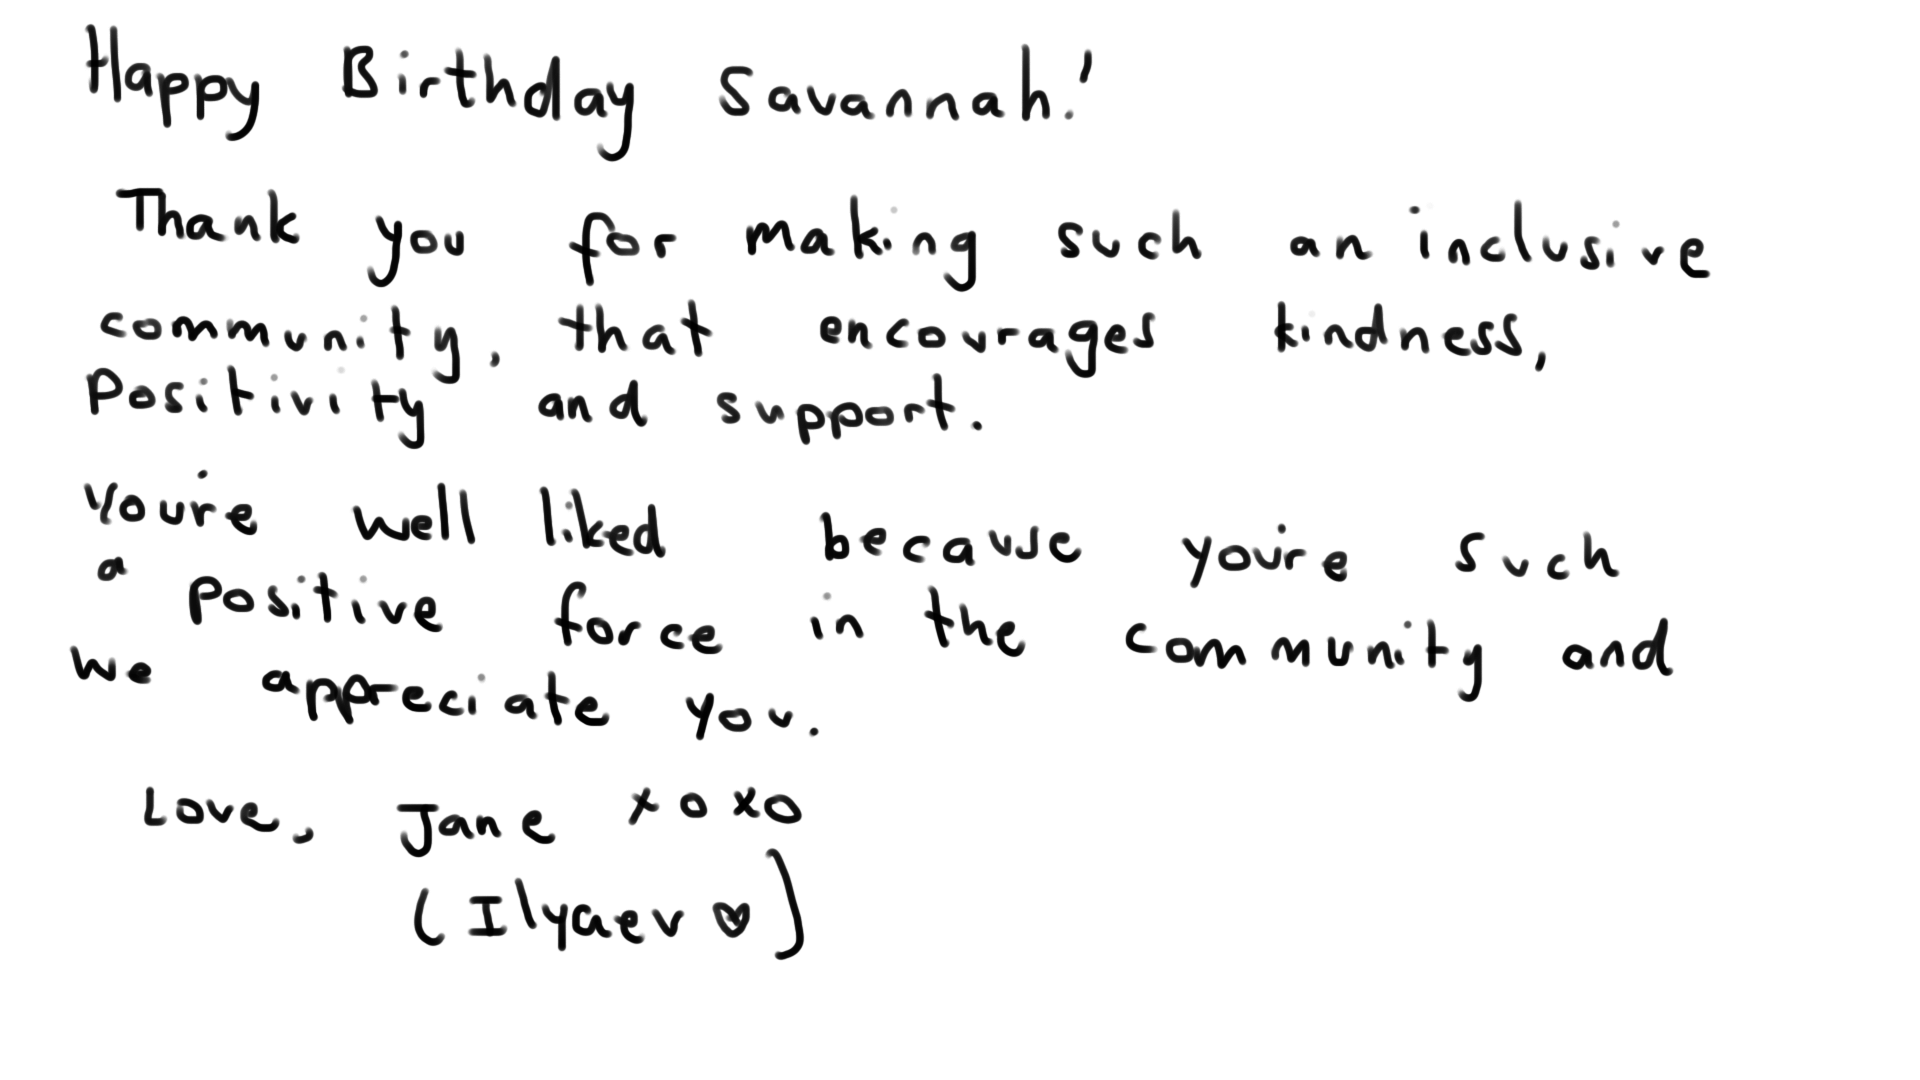 Happy Birthday Savannah!
Thank you for making such an inclusive
community, that encourages kindness,
Positivity and support.
You're well liked because you're such
a positive force in the community and
we appreciate you.
Love, Jane xoxo
(Ilyaev ♡)